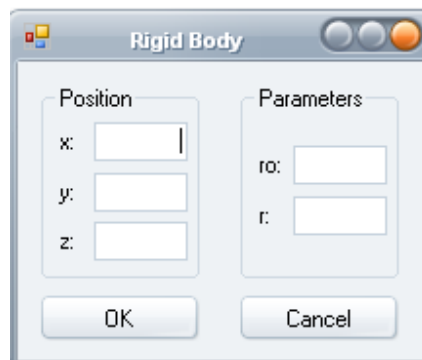 Rigid Body
Position
x:
y:
z:
Parameters
ro:
r:
OK
Cancel